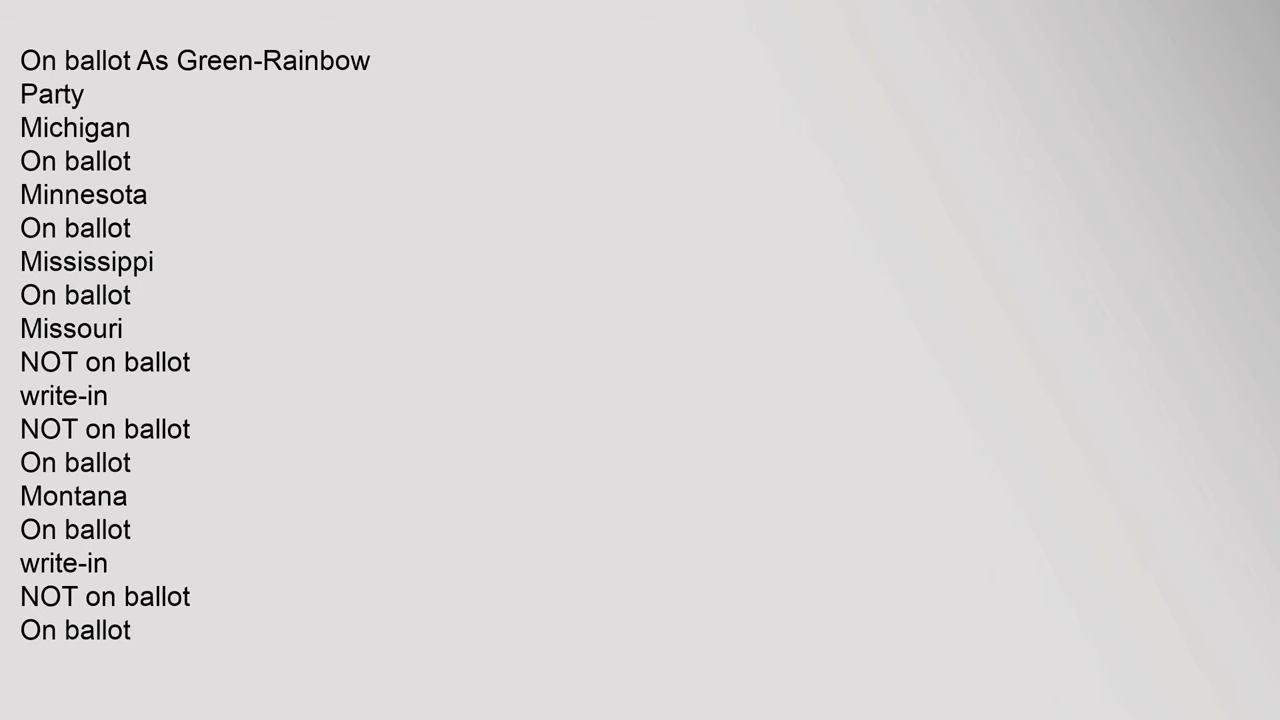 On ballot As Green-Rainbow
Party
Michigan
On ballot
Minnesota
On ballot
Mississippi
On ballot
Missouri
NOT on ballot
write-in
NOT on ballot
On ballot
Montana
On ballot
write-in
NOT on ballot
On ballot